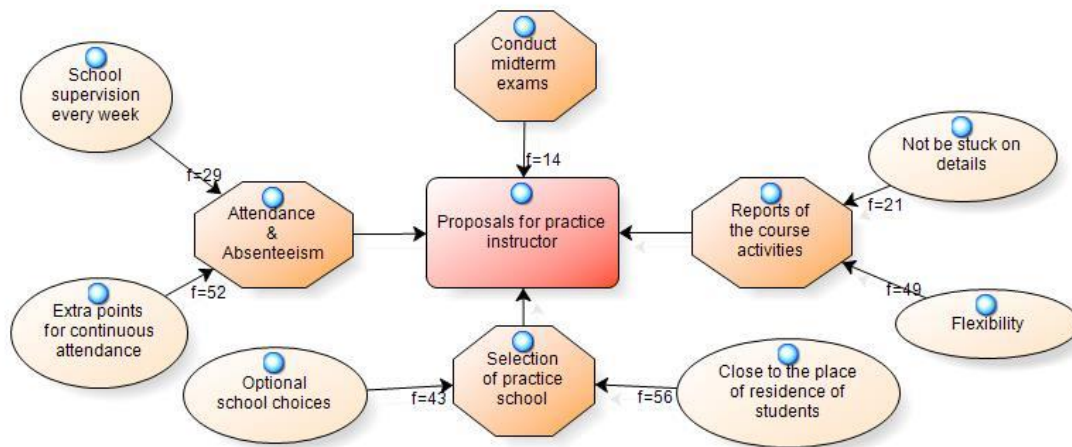 Conduct
midterm
exams
School
supervision
every week
f=14
Not be stuck on
details
f=29
f=21
Attendance
&
Absenteeism
Proposals for practice
instructor
Reports of
the course
activities
f=52
f=49
Extra points
for continuous
attendance
Flexibility
Optional
school choices
f=43
Selection
of practice
school
f=56
Close to the place
of residence of
students